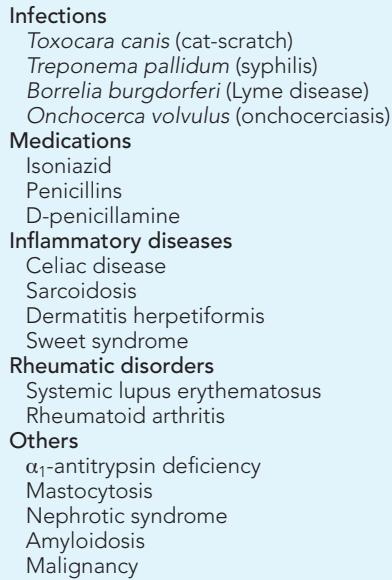 Infections
Toxocara canis (cat-scratch)
Treponema pallidum (syphilis)
Borrelia burgdorferi (Lyme disease)
Onchocerca volvulus (onchocerciasis)
Medications
Isoniazid
Penicillins
D-penicillamine
Inflammatory diseases
Celiac disease
Sarcoidosis
Dermatitis herpetiformis
Sweet syndrome
Rheumatic disorders
Systemic lupus erythematosus
Rheumatoid arthritis
Others
α₁-antitrypsin deficiency
Mastocytosis
Nephrotic syndrome
Amyloidosis
Malignancy